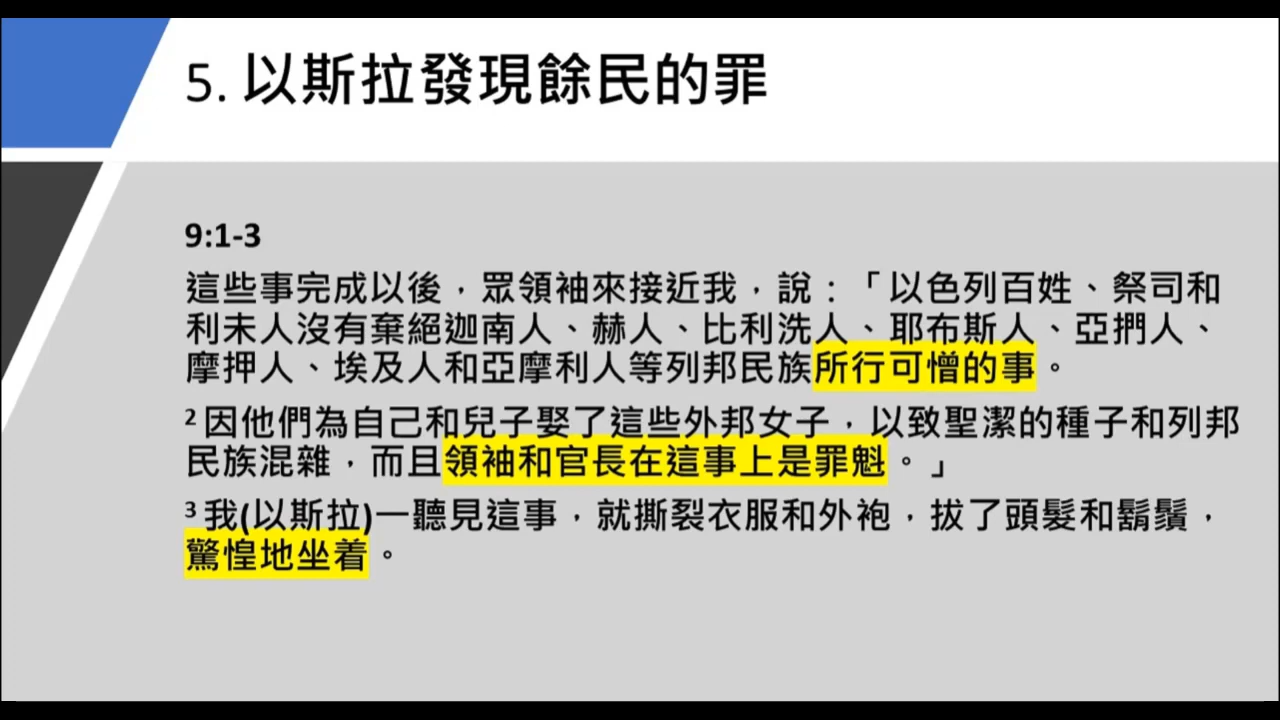 5. 以斯拉發現餘民的罪
9:1-3
這些事完成以後，眾領袖來接近我，說：「以色列百姓、祭司和
利未人沒有棄絕迦南人、赫人、比利洗人、耶布斯人、亞捫人、
摩押人、埃及人和亞摩利人等列邦民族所行可憎的事。
2 因他們為自己和兒子娶了這些外邦女子，以致聖潔的種子和列邦
民族混雜，而且領袖和官長在這事上是罪魁。」
3 我(以斯拉)一聽見這事，就撕裂衣服和外袍，拔了頭髮和鬍鬚，
驚惶地坐着。